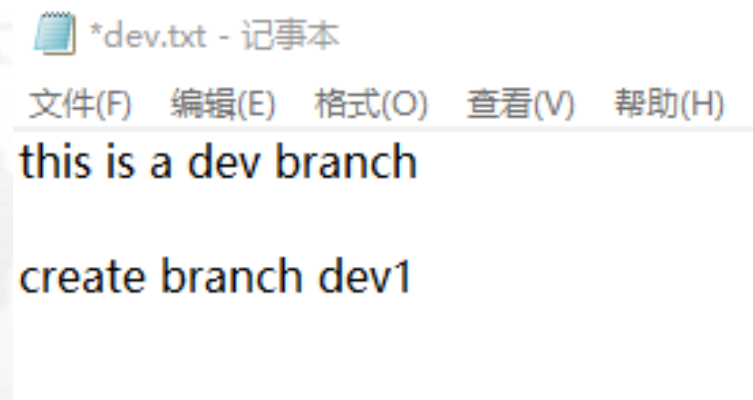 *dev.txt - 记事本
文件(F) 编辑(E) 格式(O) 查看(V) 帮助(H)
this is a dev branch
create branch dev1